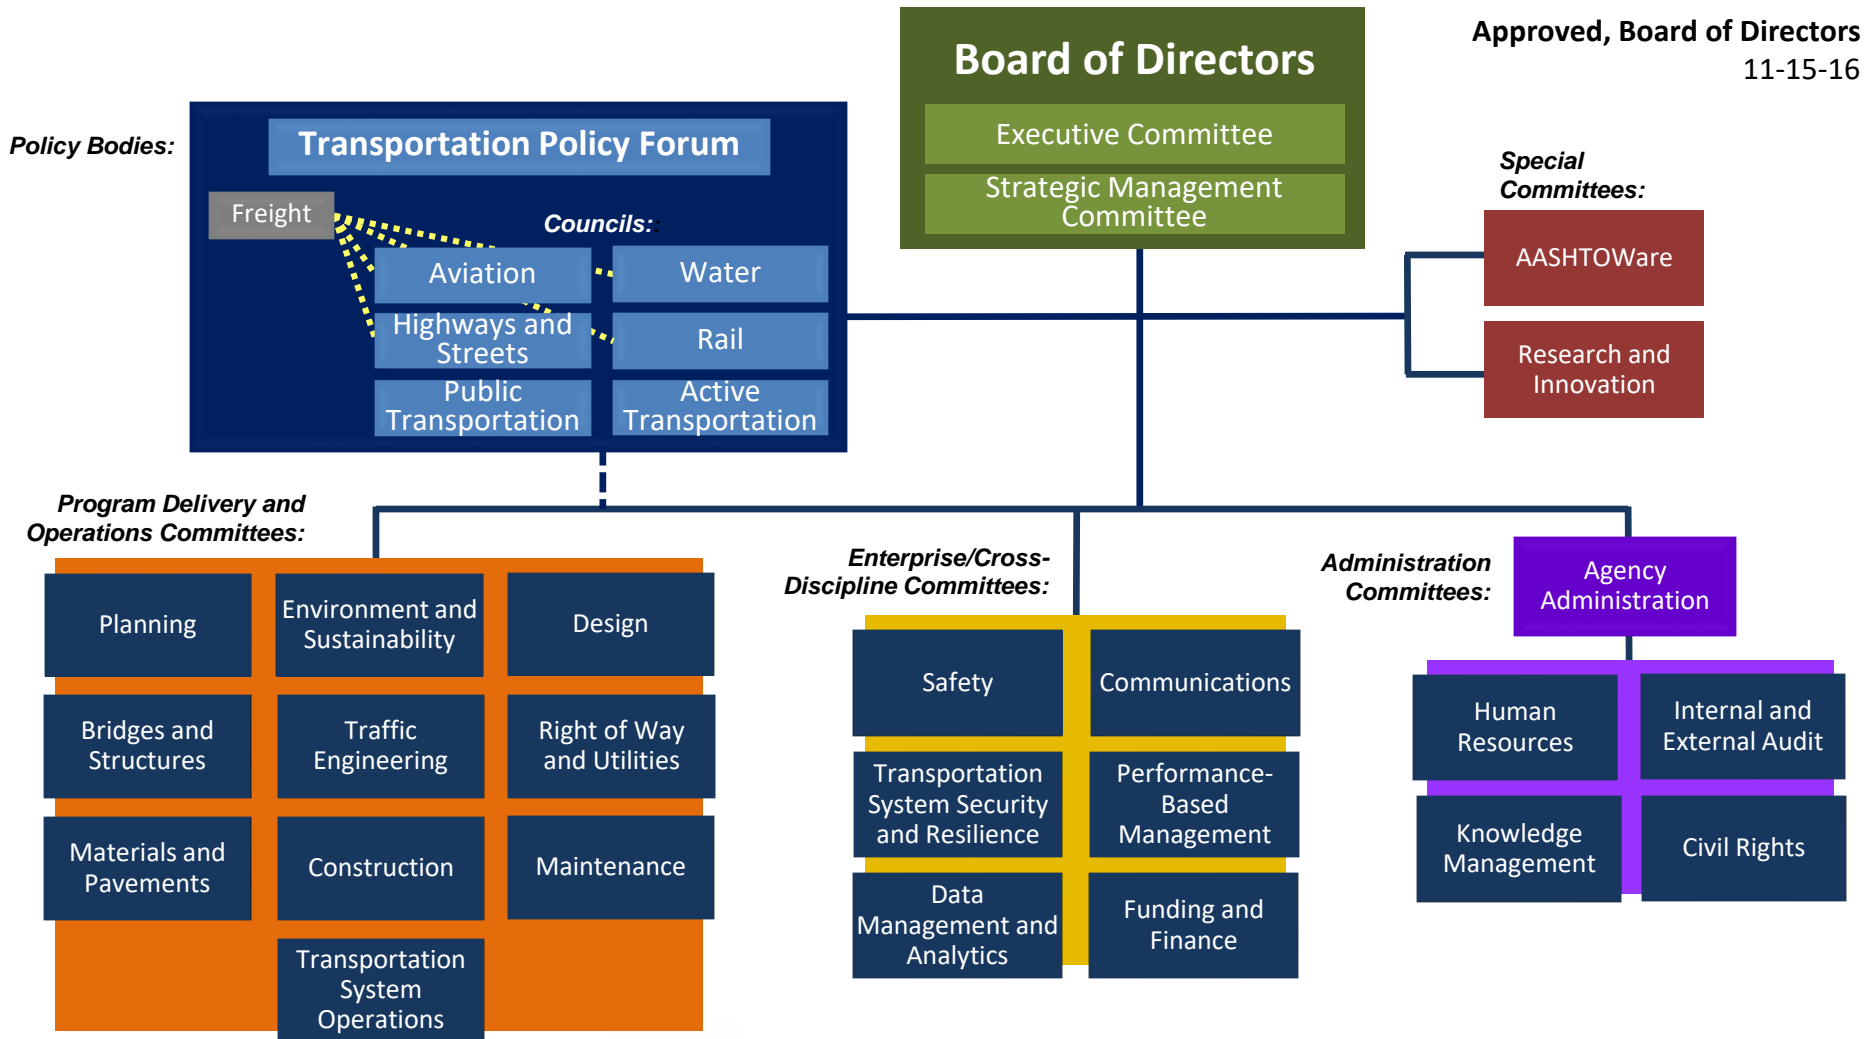 Approved, Board of Directors
11-15-16
Board of Directors
Executive Committee
Strategic Management
Committee
Policy Bodies:
Transportation Policy Forum
Freight
Councils::
Aviation
Water
Highways and
Streets
Rail
Public
Transportation
Active
Transportation
Special
Committees:
AASHTOWare
Research and
Innovation
Program Delivery and
Operations Committees:
Planning
Environment and
Sustainability
Design
Bridges and
Structures
Traffic
Engineering
Right of Way
and Utilities
Materials and
Pavements
Construction
Maintenance
Transportation
System
Operations
Enterprise/Cross-
Discipline Committees:
Safety
Communications
Transportation
System Security
and Resilience
Performance-
Based
Management
Data
Management and
Analytics
Funding and
Finance
Administration
Committees:
Agency
Administration
Human
Resources
Internal and
External Audit
Knowledge
Management
Civil Rights